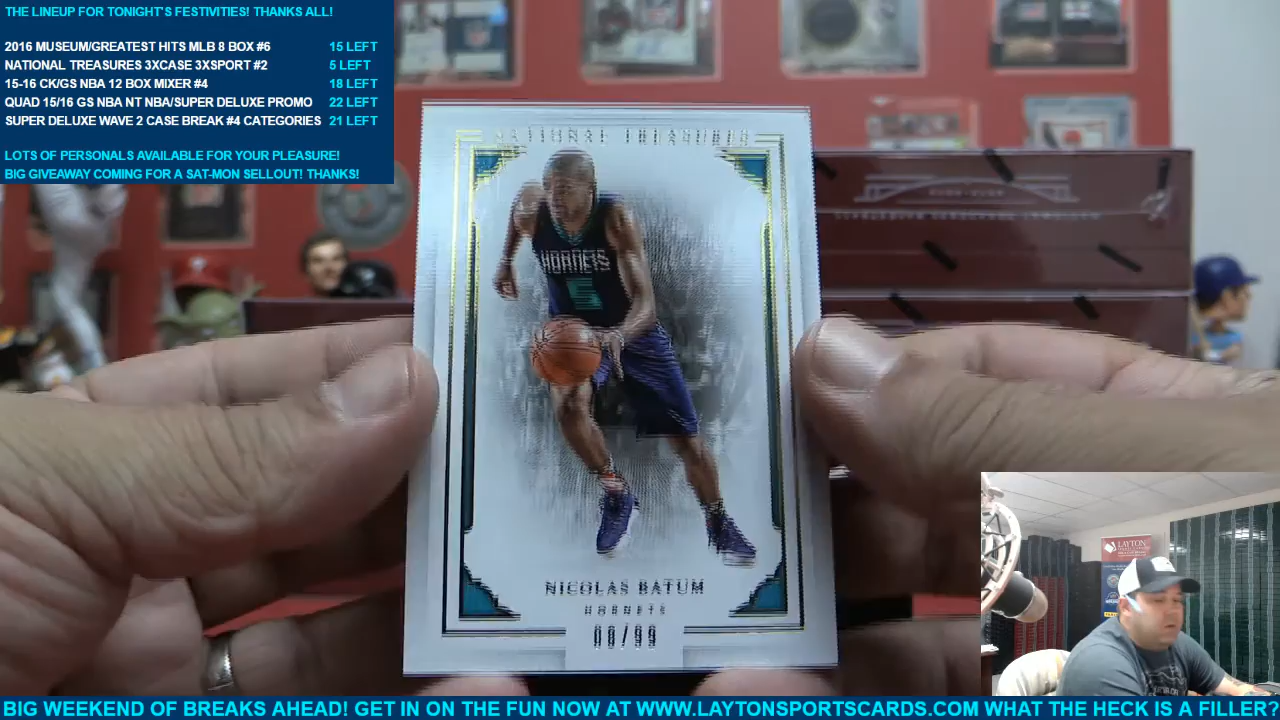 THE LINEUP FOR TONIGHT'S FESTIVITIES! THANKS ALL!
2016 MUSEUM/GREATEST HITS MLB 8 BOX #6 15 LEFT
NATIONAL TREASURES 3XCASE 3XSPORT #2 5 LEFT
15-16 CK/GS NBA 12 BOX MIXER #4 18 LEFT
QUAD 15/16 GS NBA NT NBA/SUPER DELUXE PROMO 22 LEFT
SUPER DELUXE WAVE 2 CASE BREAK #4 CATEGORIES 21 LEFT
LOTS OF PERSONALS AVAILABLE FOR YOUR PLEASURE!
BIG GIVEAWAY COMING FOR A SAT-MON SELLOUT! THANKS!
NATIONAL TREASURES
HORNETS
5
NICOLAS BATUM
HORNETS
LAYTON
BIG WEEKEND OF BREAKS AHEAD! GET IN ON THE FUN NOW AT WWW.LAYTONSPORTSCARDS.COM WHAT THE HECK IS A FILLER?